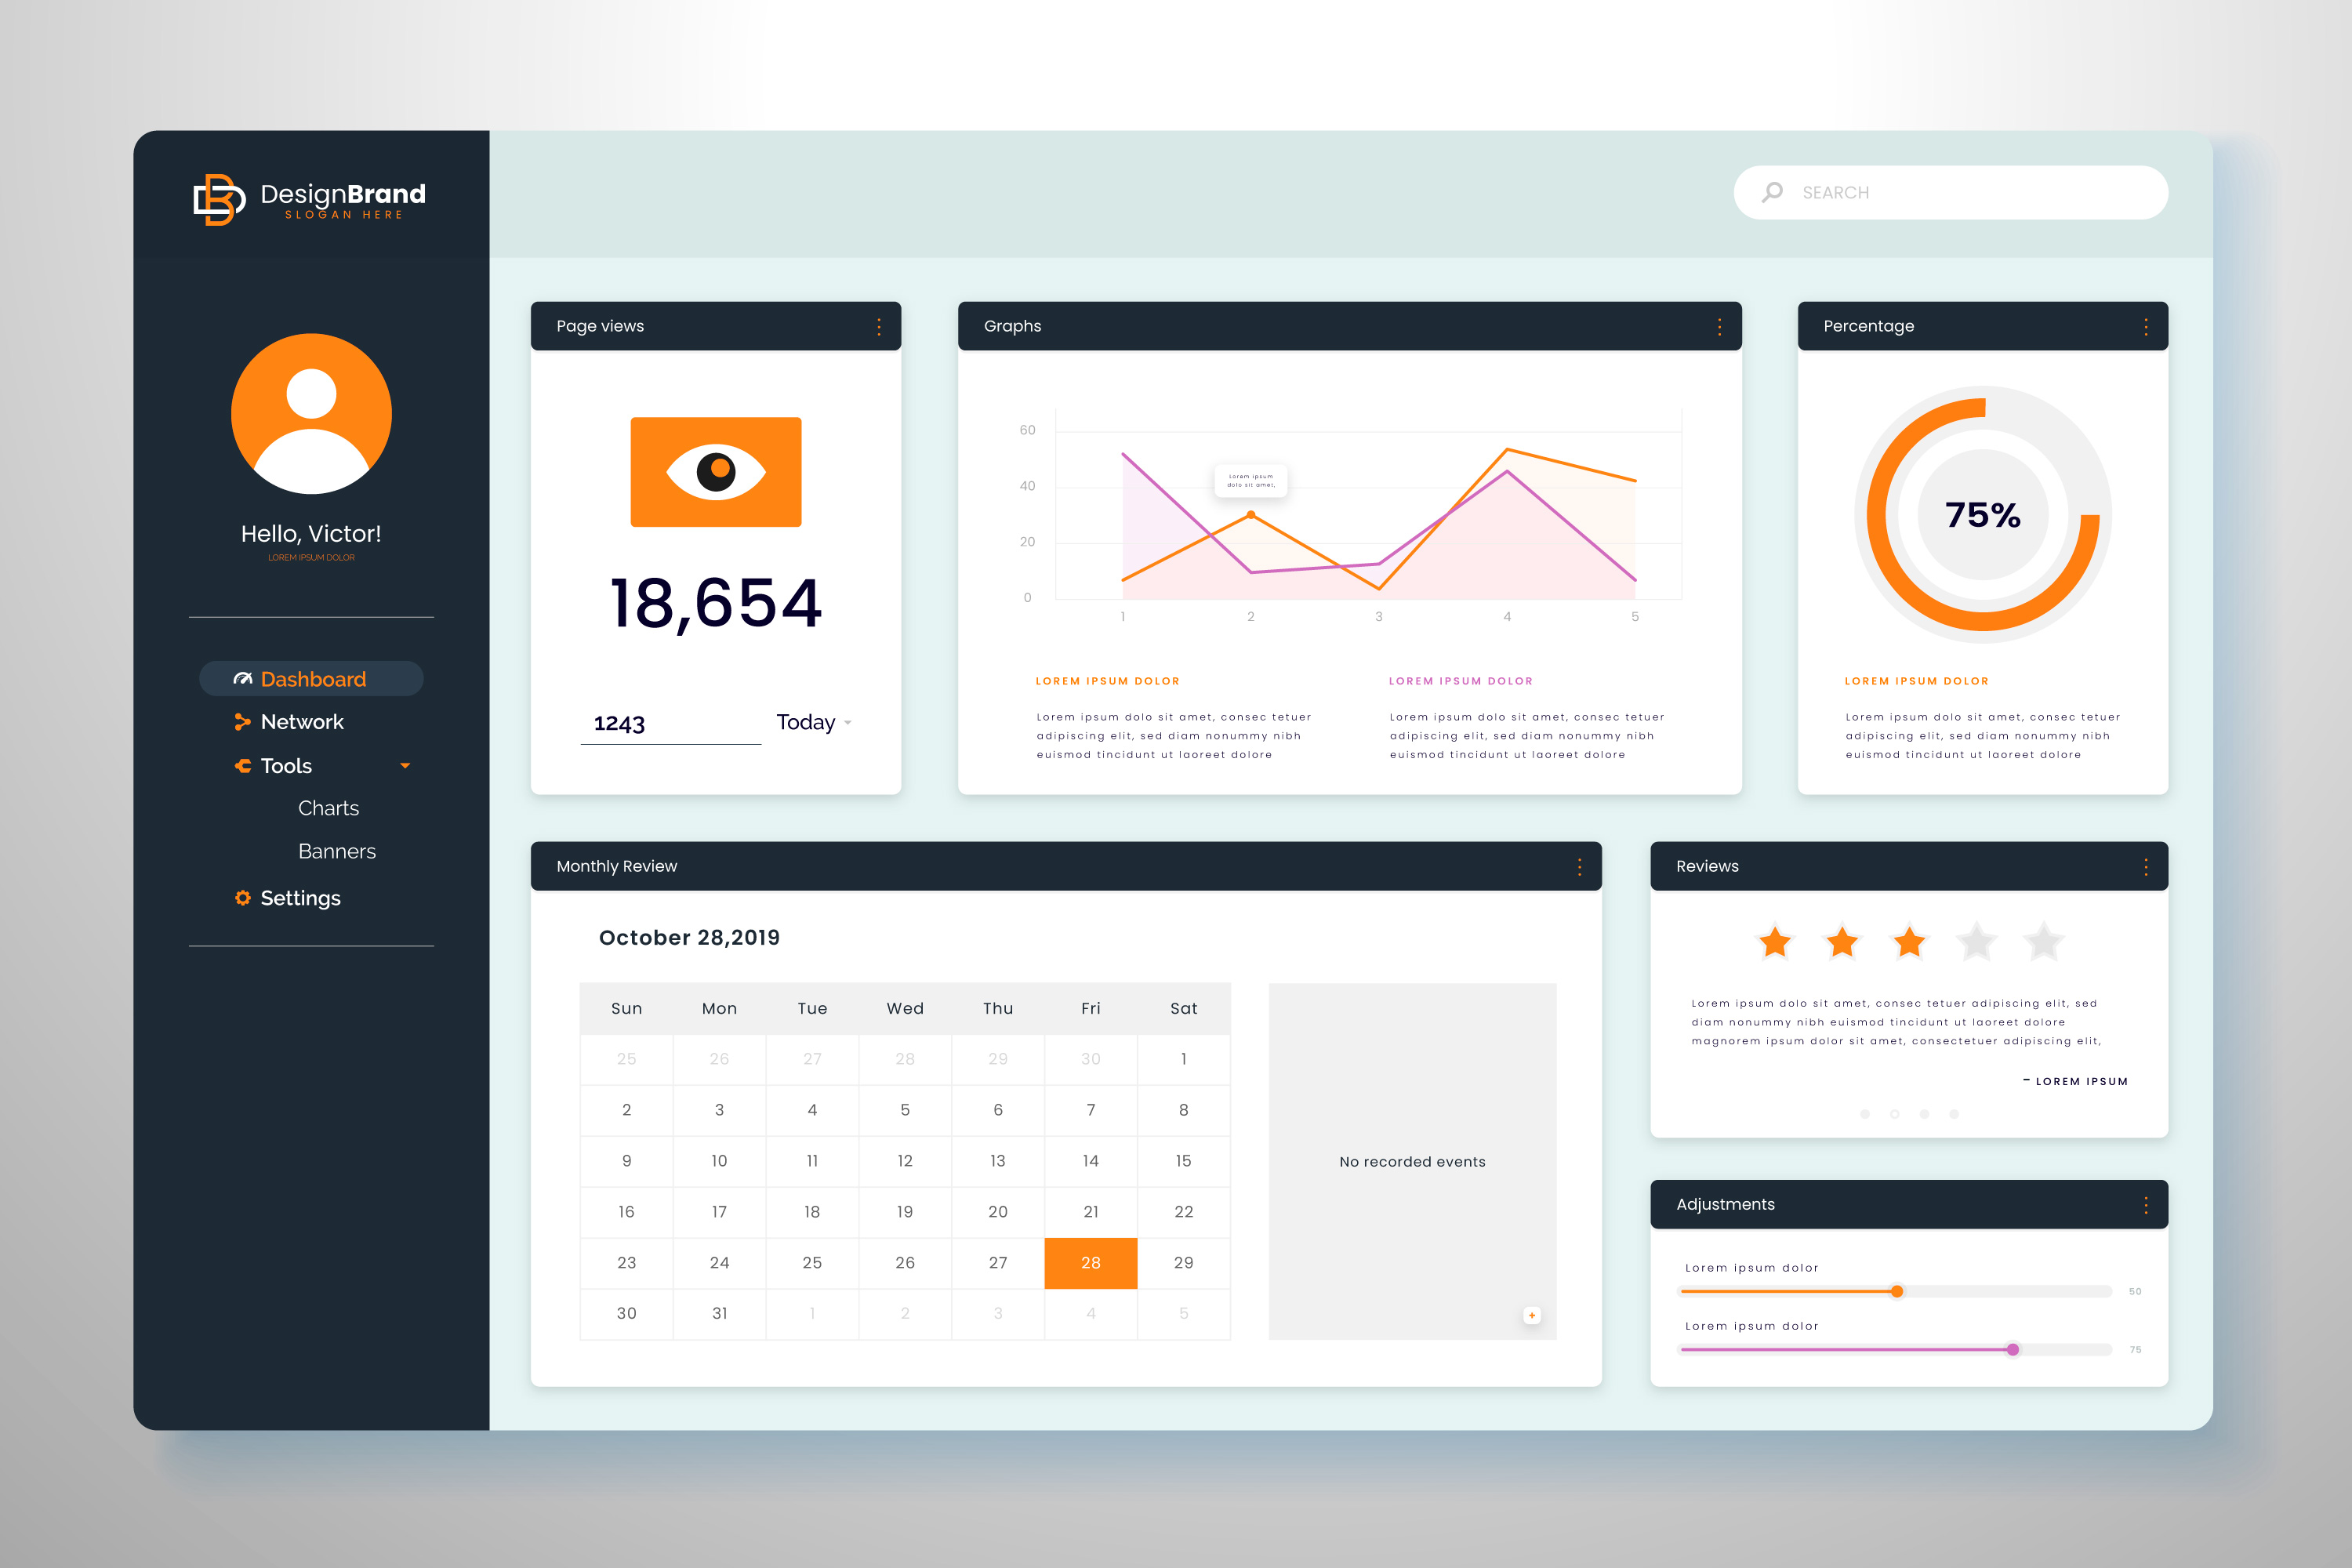 DesignBrand
SLOGAN HERE
SEARCH
Hello, Victor!
LOREM IPSUM DOLOR
Dashboard
Network
Tools
Charts
Banners
Settings
Page views
18,654
1243 Today
Graphs
60
40
20
0
1 2 3 4 5
Lorem ipsum
dolo sit amet,
LOREM IPSUM DOLOR
Lorem ipsum dolo sit amet, consec tetuer
adipiscing elit, sed diam nonummy nibh
euismod tincidunt ut laoreet dolore
LOREM IPSUM DOLOR
Lorem ipsum dolo sit amet, consec tetuer
adipiscing elit, sed diam nonummy nibh
euismod tincidunt ut laoreet dolore
Percentage
75%
LOREM IPSUM DOLOR
Lorem ipsum dolo sit amet, consec tetuer
adipiscing elit, sed diam nonummy nibh
euismod tincidunt ut laoreet dolore
Monthly Review
October 28,2019
Sun Mon Tue Wed Thu Fri Sat
25 26 27 28 29 30 1
2 3 4 5 6 7 8
9 10 11 12 13 14 15
16 17 18 19 20 21 22
23 24 25 26 27 28 29
30 31 1 2 3 4 5
No recorded events
+
Reviews
Lorem ipsum dolo sit amet, consec tetuer adipiscing elit, sed
diam nonummy nibh euismod tincidunt ut laoreet dolore
magnorem ipsum dolor sit amet, consectetuer adipiscing elit,
– LOREM IPSUM
Adjustments
Lorem ipsum dolor
50
Lorem ipsum dolor
75